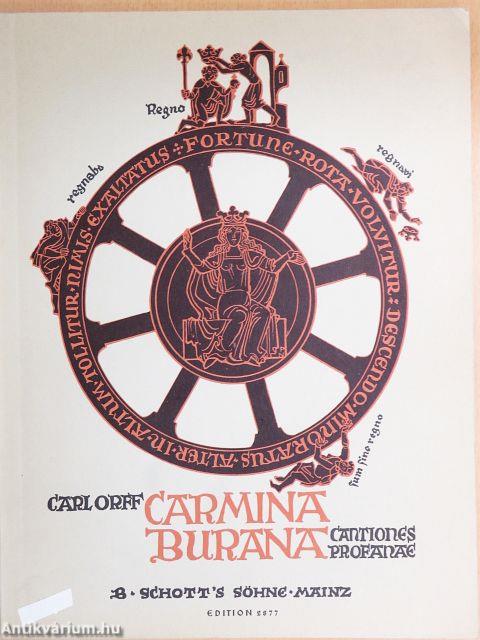 Regno
regnabo
regnavi
sum sine regno
FORTUNE · ROTA · VOLVITUR : DESCENDO · MINORATUS · ALTER · IN · ALTUM · TOLLITUR · NIMIS · EXALTATUS :
CARL ORFF CARMINA
BURANA CANTIONES
PROFANAE
B · SCHOTT'S SÖHNE · MAINZ
EDITION 2877
Antikvárium.hu